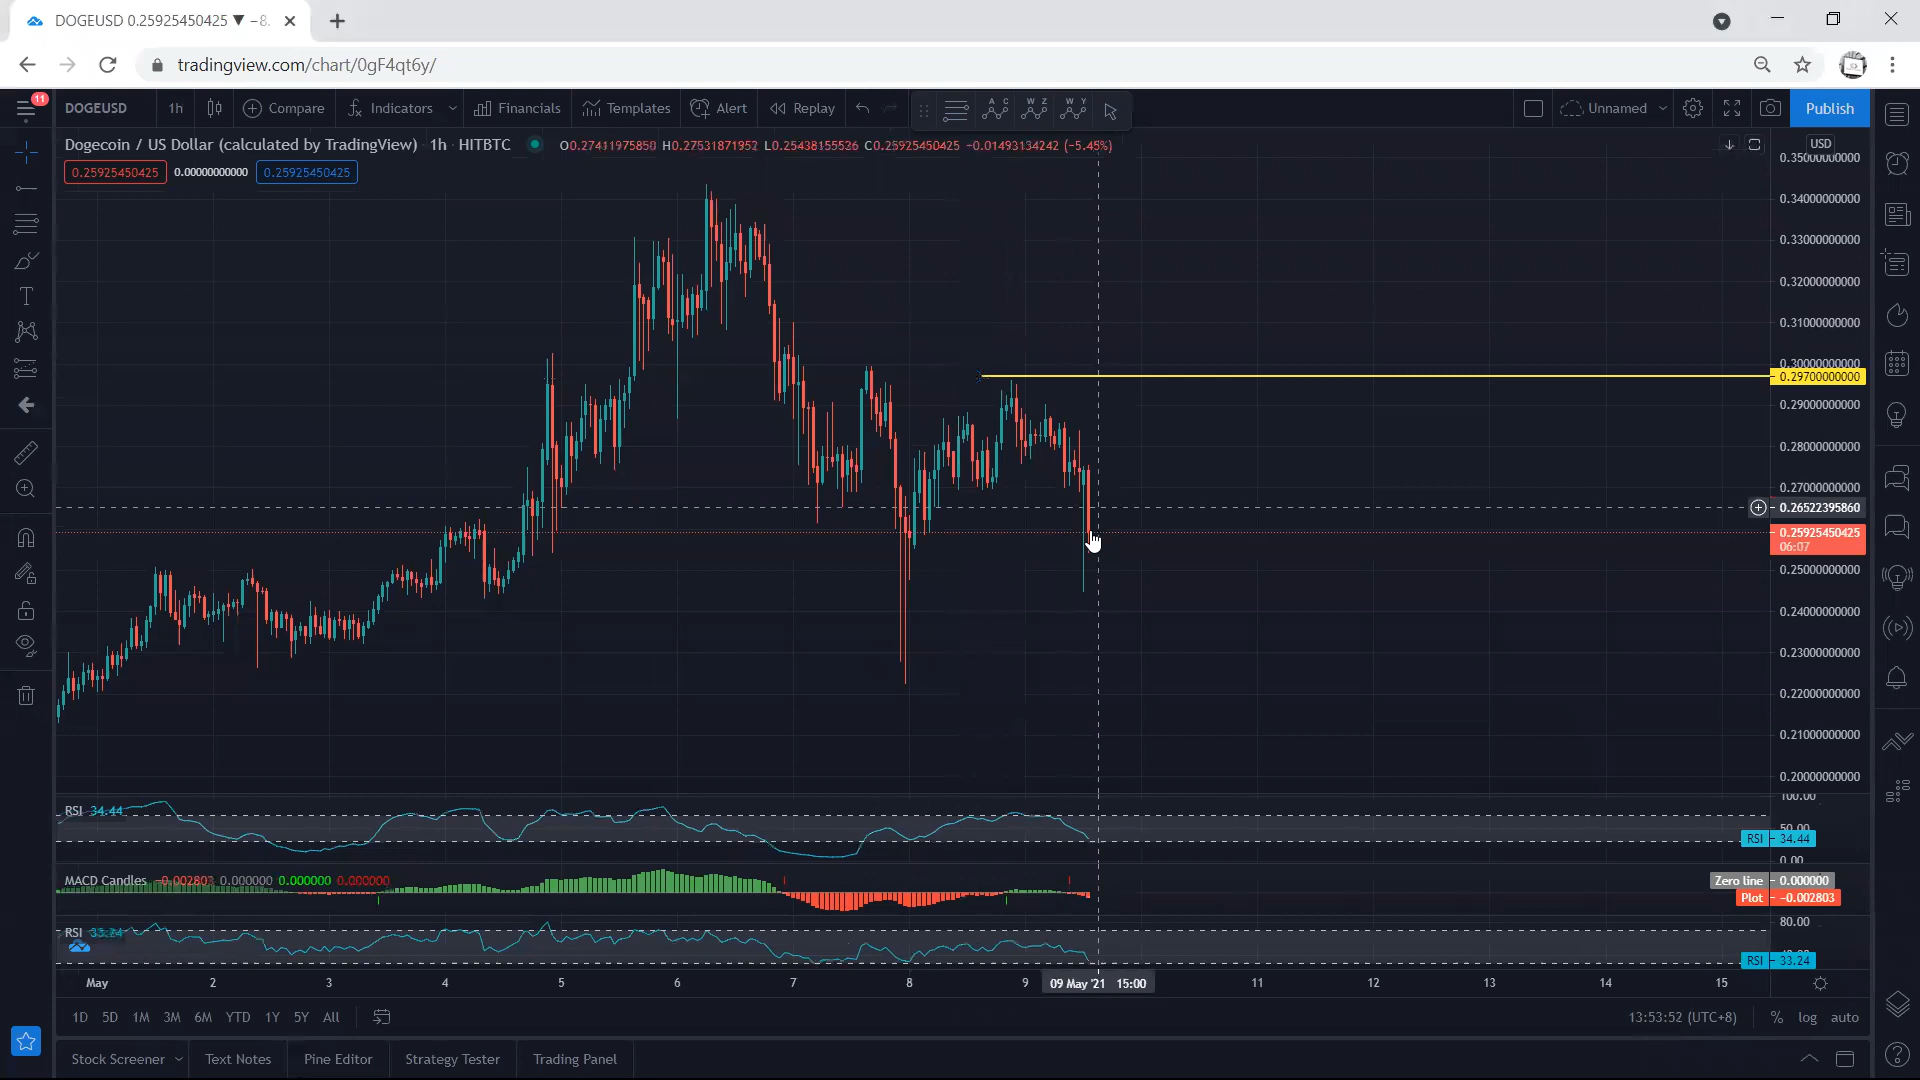 DOGEUSD 0.25925450425 ▼ −8.
tradingview.com/chart/0gF4qt6y/
11
DOGEUSD 1h Compare Indicators Financials Templates Alert Replay A C W Z W Y Unnamed Publish
Dogecoin / US Dollar (calculated by TradingView) 1h HITBTC O0.27411975850 H0.27531871952 L0.25438155526 C0.25925450425 −0.01493134242 (−5.45%)
0.25925450425 0.00000000000 0.25925450425
USD
0.35000000000
0.34000000000
0.33000000000
0.32000000000
0.31000000000
0.30000000000
0.29700000000
0.29000000000
0.28000000000
0.27000000000
0.26522395860
0.25925450425
06:07
0.25000000000
0.24000000000
0.23000000000
0.22000000000
0.21000000000
0.20000000000
100.00
RSI 34.44
50.00
RSI 34.44
0.00
MACD Candles −0.002803 0.000000 0.000000 0.000000
Zero line 0.000000
Plot −0.002803
80.00
RSI 33.24
RSI 33.24
May 2 3 4 5 6 7 8 9 09 May '21 15:00 11 12 13 14 15
1D 5D 1M 3M 6M YTD 1Y 5Y All 13:53:52 (UTC+8) % log auto
Stock Screener Text Notes Pine Editor Strategy Tester Trading Panel